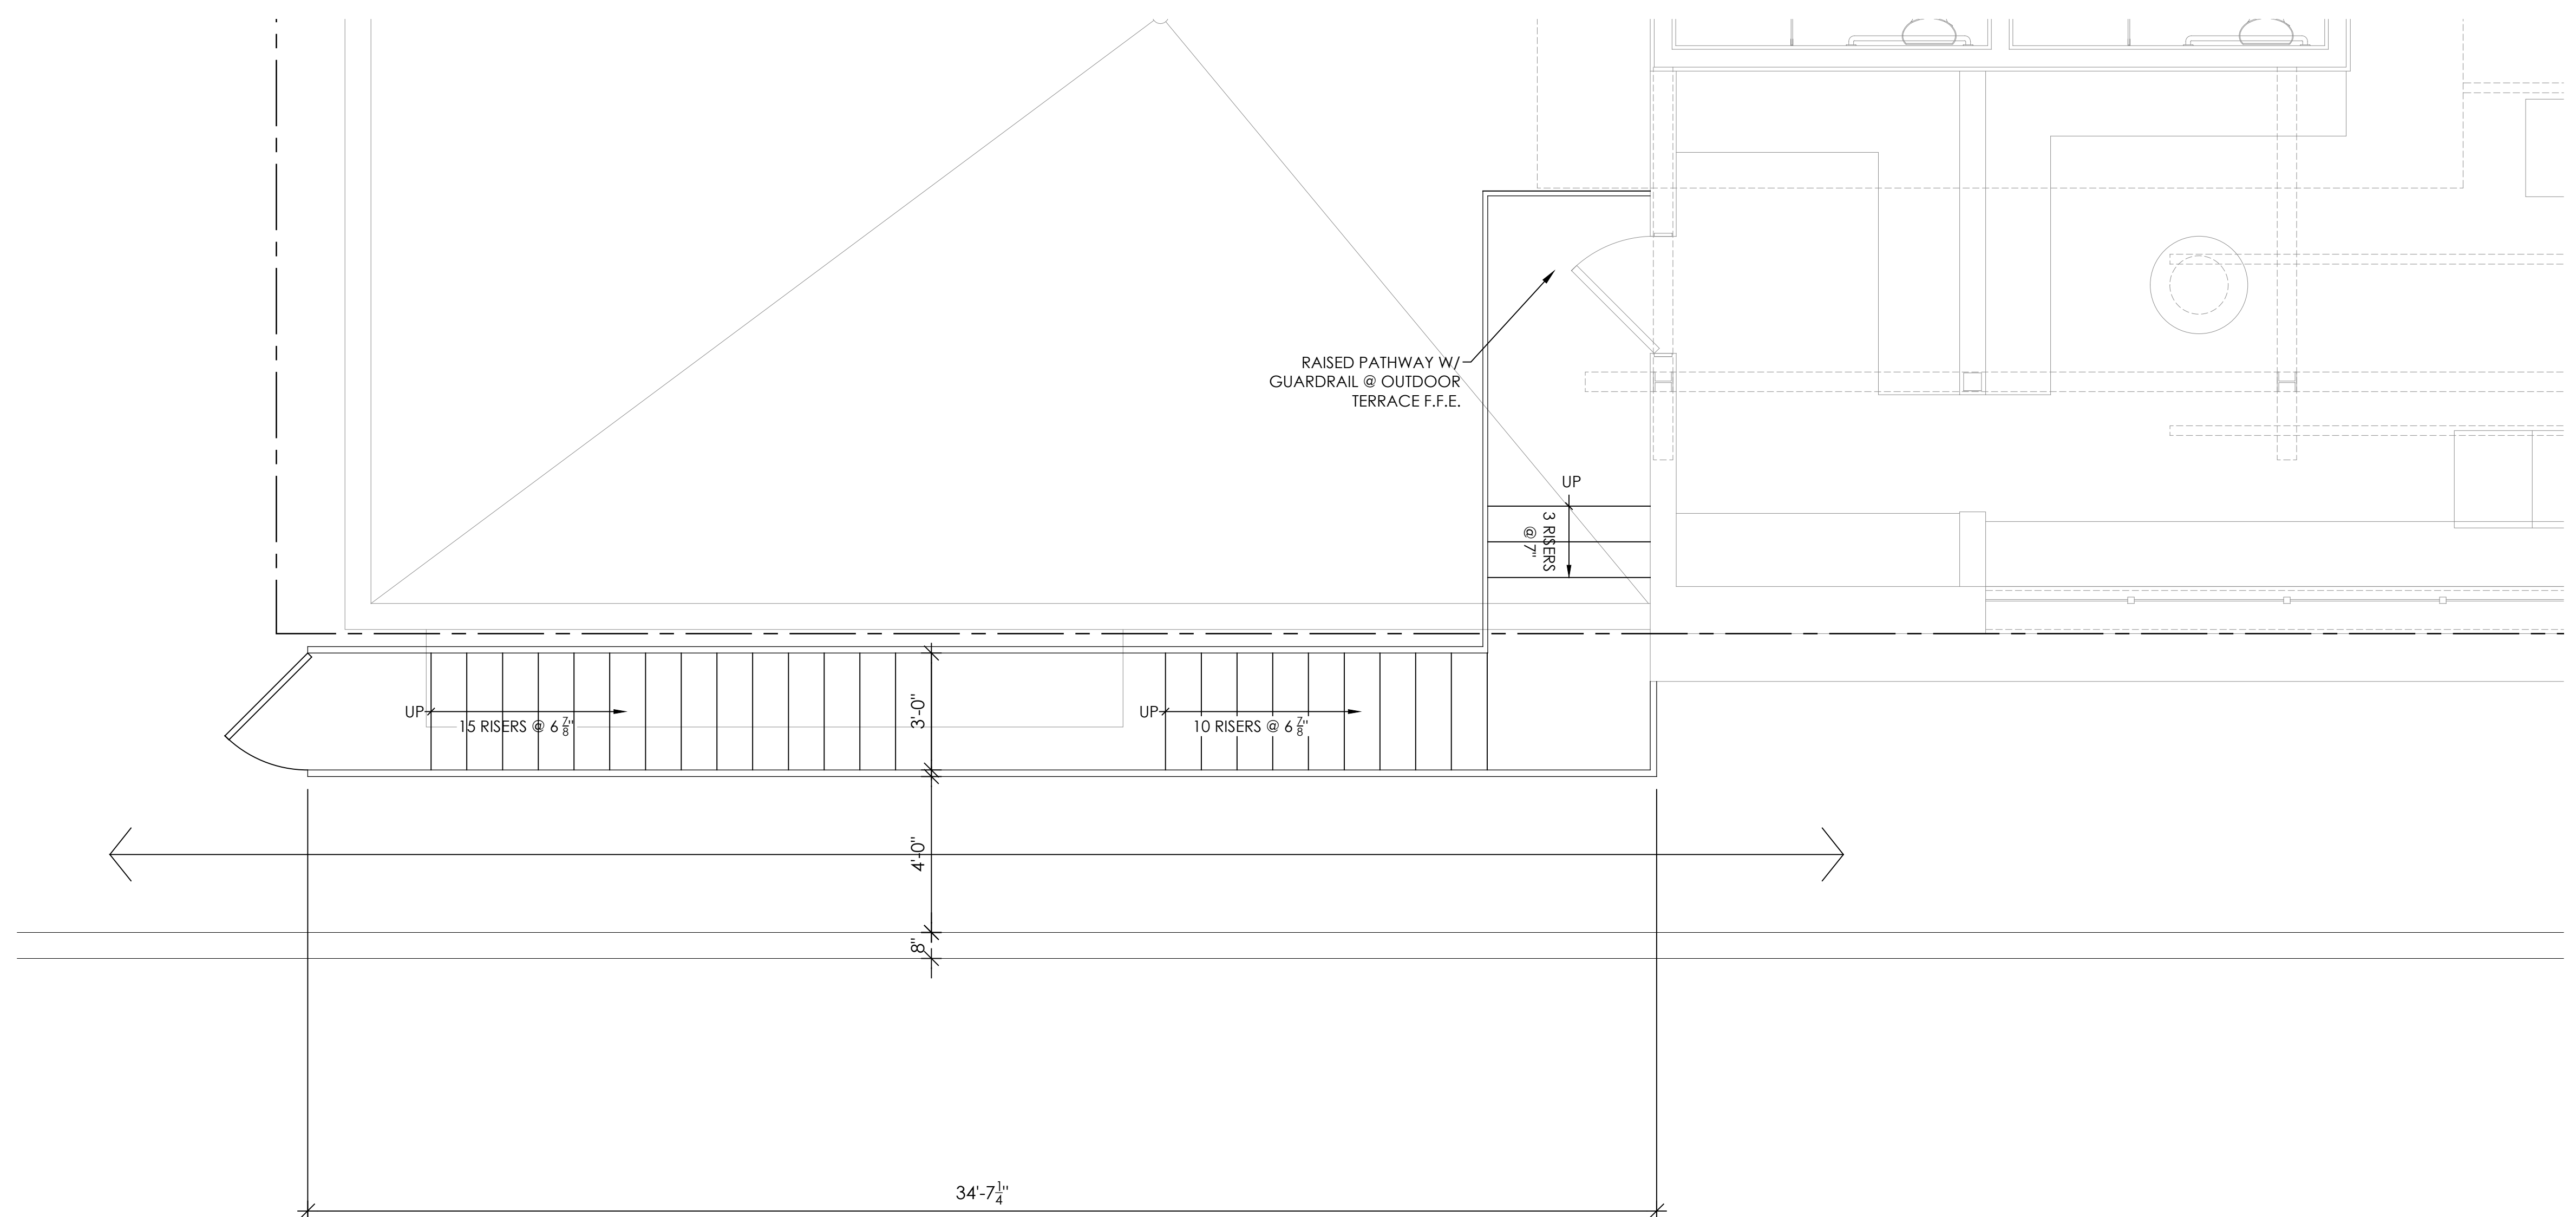 RAISED PATHWAY W/
GUARDRAIL @ OUTDOOR
TERRACE F.F.E.
UP
3 RISERS
@ 7"
UP
15 RISERS @ 6 7/8"
3'-0"
UP
10 RISERS @ 6 7/8"
4'-0"
8"
34'-7 1/4"